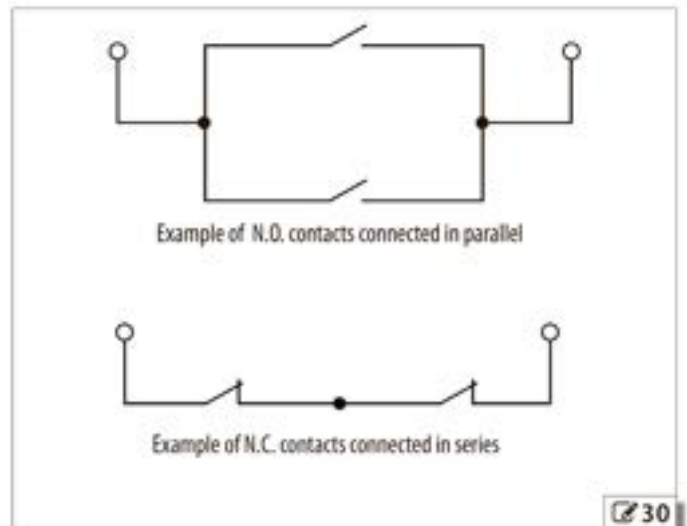 Example of N.O. contacts connected in parallel
Example of N.C. contacts connected in series
30